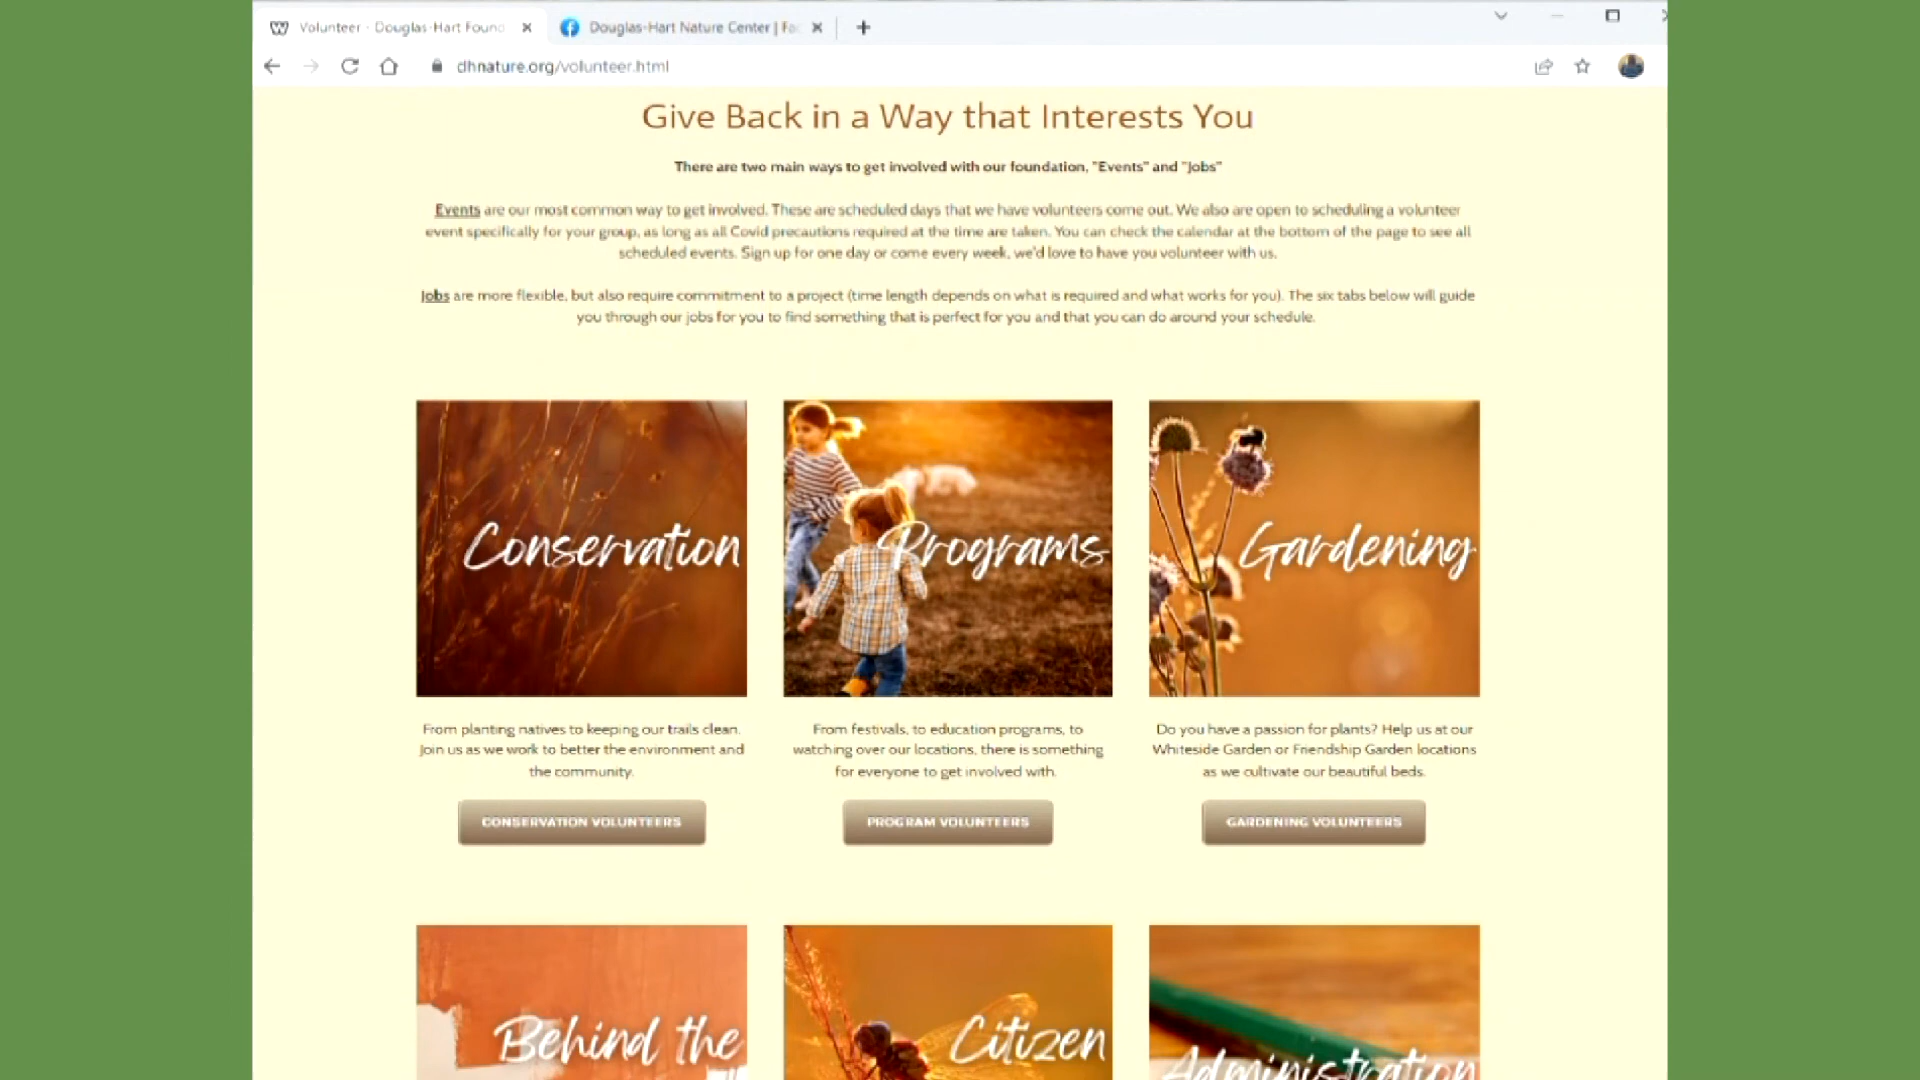 Volunteer - Douglas-Hart Found
Douglas-Hart Nature Center | Fa
dhnature.org/volunteer.html
Give Back in a Way that Interests You
There are two main ways to get involved with our foundation, "Events" and "Jobs"
Events are our most common way to get involved. These are scheduled days that we have volunteers come out. We also are open to scheduling a volunteer
event specifically for your group, as long as all Covid precautions required at the time are taken. You can check the calendar at the bottom of the page to see all
scheduled events. Sign up for one day or come every week, we'd love to have you volunteer with us.
Jobs are more flexible, but also require commitment to a project (time length depends on what is required and what works for you). The six tabs below will guide
you through our jobs for you to find something that is perfect for you and that you can do around your schedule.
Conservation
Programs
Gardening
From planting natives to keeping our trails clean.
Join us as we work to better the environment and
the community.
From festivals, to education programs, to
watching over our locations, there is something
for everyone to get involved with.
Do you have a passion for plants? Help us at our
Whiteside Garden or Friendship Garden locations
as we cultivate our beautiful beds.
CONSERVATION VOLUNTEERS
PROGRAM VOLUNTEERS
GARDENING VOLUNTEERS
Behind the
Citizen
Administration